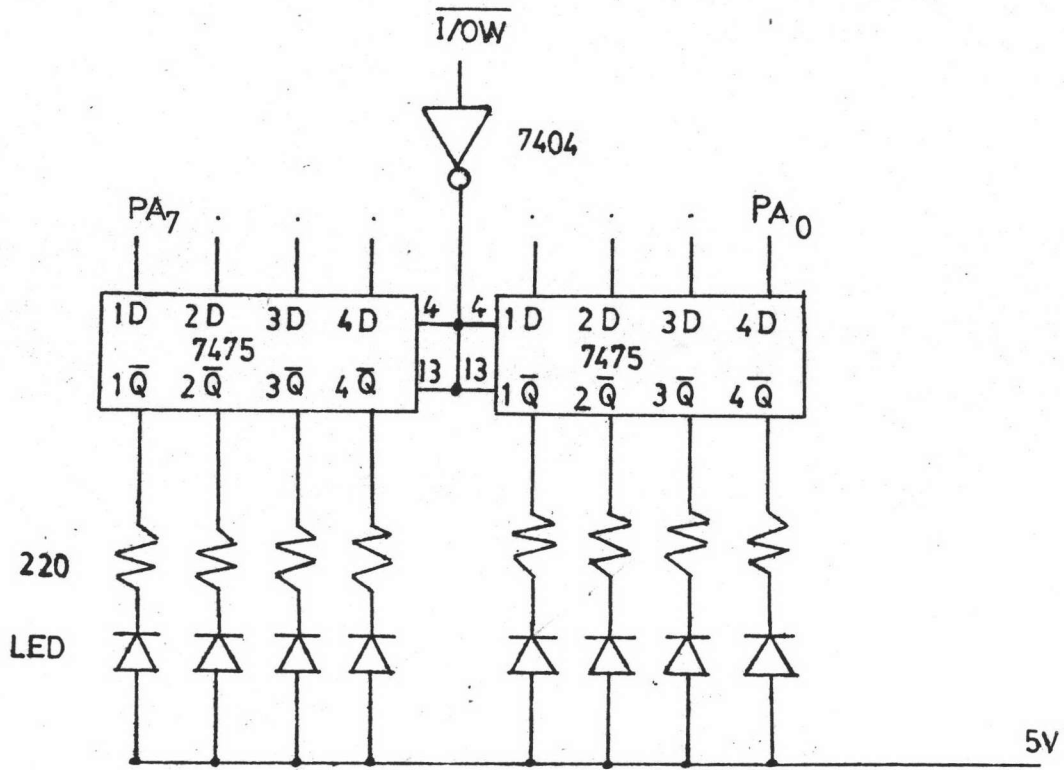 I̅/̅O̅W̅
7404
PA₇ PA₀
4 4
1D 2D 3D 4D 1D 2D 3D 4D
7475 7475
13 13
1Q̅ 2Q̅ 3Q̅ 4Q̅ 1Q̅ 2Q̅ 3Q̅ 4Q̅
220
LED
5V